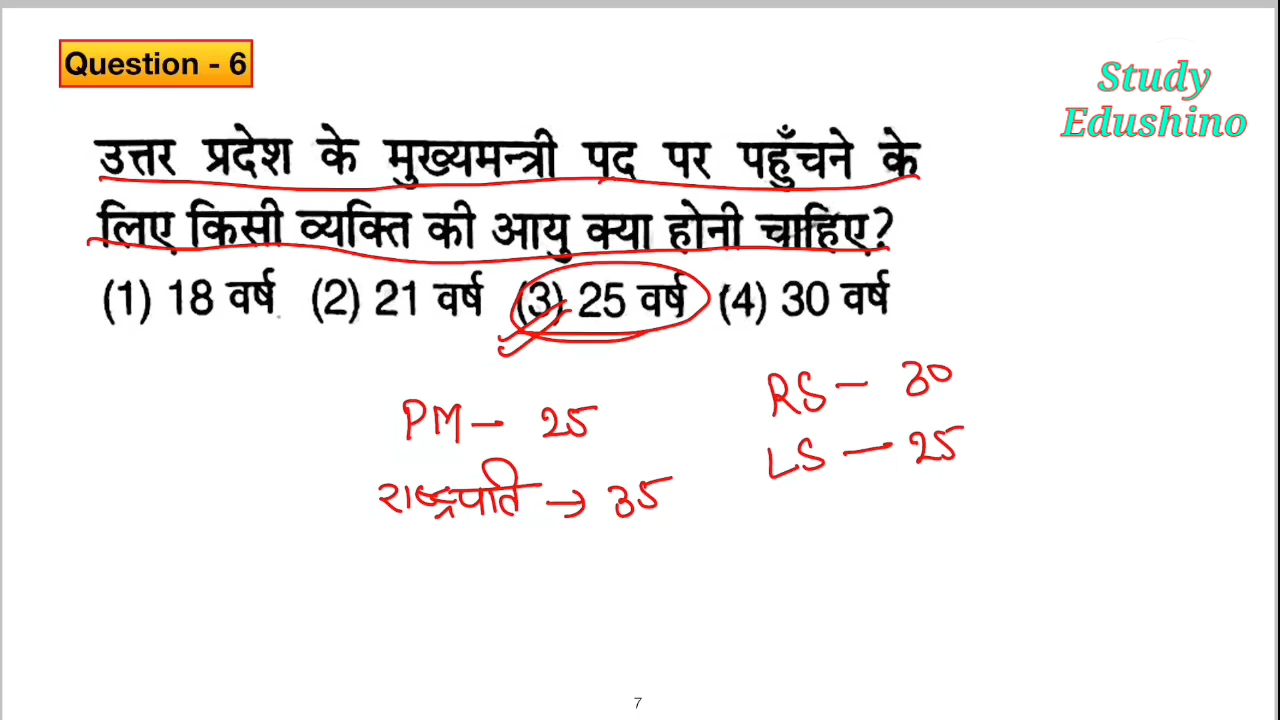 Question - 6
Study
Edushino
उत्तर प्रदेश के मुख्यमन्त्री पद पर पहुँचने के
लिए किसी व्यक्ति की आयु क्या होनी चाहिए?
(1) 18 वर्ष (2) 21 वर्ष (3) 25 वर्ष (4) 30 वर्ष
PM - 25
राष्ट्रपति → 35
RS - 30
LS - 25
7